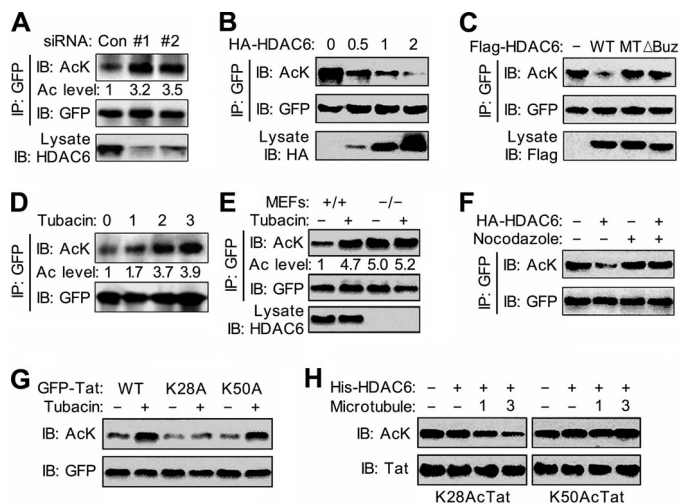 A
siRNA: Con #1 #2
IP: GFP
IB: AcK
Ac level: 1 3.2 3.5
IB: GFP
Lysate
IB: HDAC6
B
HA-HDAC6: 0 0.5 1 2
IP: GFP
IB: AcK
IB: GFP
Lysate
IB: HA
C
Flag-HDAC6: − WT MT ΔBuz
IP: GFP
IB: AcK
IB: GFP
Lysate
IB: Flag
D
Tubacin: 0 1 2 3
IP: GFP
IB: AcK
Ac level: 1 1.7 3.7 3.9
IB: GFP
E
MEFs: +/+ −/−
Tubacin: − + − +
IP: GFP
IB: AcK
Ac level: 1 4.7 5.0 5.2
IB: GFP
Lysate
IB: HDAC6
F
HA-HDAC6: − + − +
Nocodazole: − − + +
IP: GFP
IB: AcK
IB: GFP
G
GFP-Tat: WT K28A K50A
Tubacin: − + − + − +
IB: AcK
IB: GFP
H
His-HDAC6: − + + + − + + +
Microtubule: − − 1 3 − − 1 3
IB: AcK
IB: Tat
K28AcTat K50AcTat